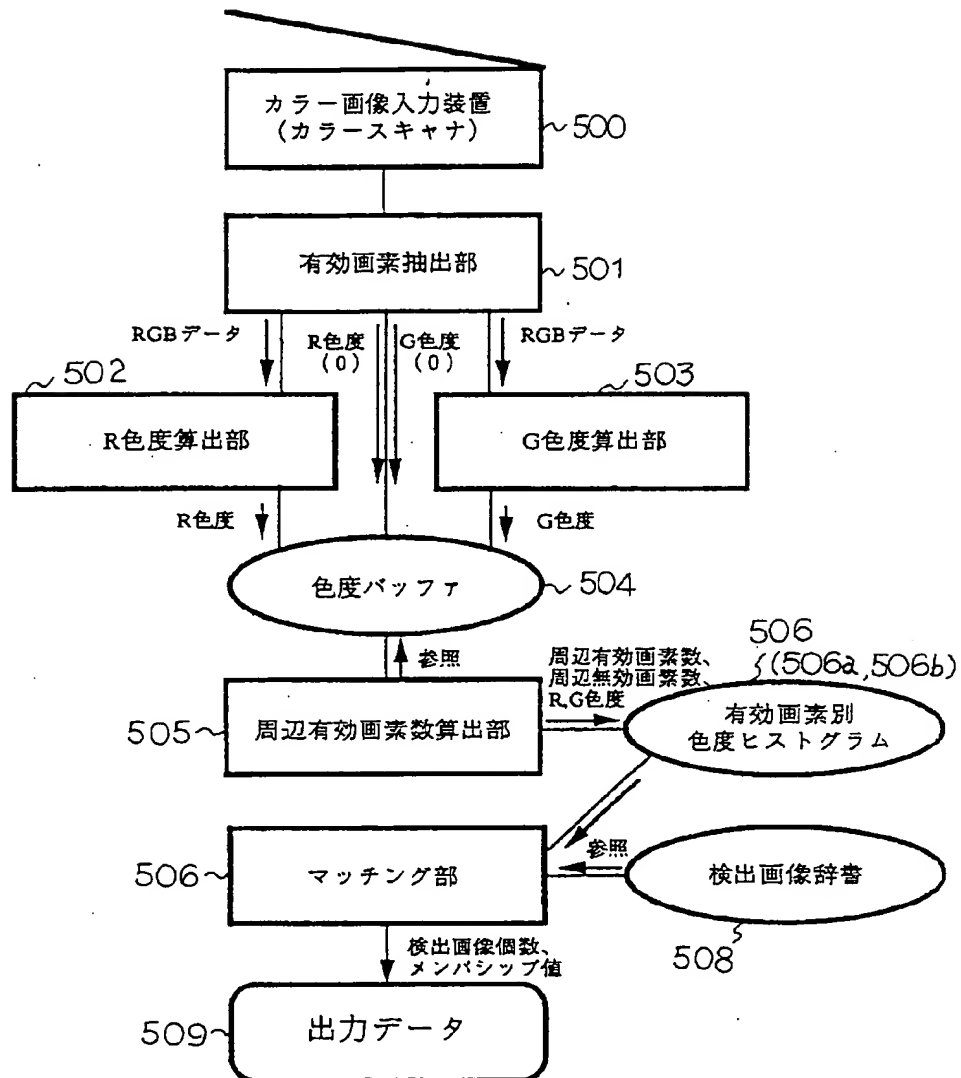 カラー画像入力装置
(カラースキャナ)
500
有効画素抽出部
501
RGBデータ
R色度
(0)
G色度
(0)
RGBデータ
502
503
R色度算出部
G色度算出部
R色度
G色度
色度バッファ
504
参照
周辺有効画素数、
周辺無効画素数、
R,G色度
506
(506a,506b)
505
周辺有効画素数算出部
有効画素別
色度ヒストグラム
参照
506
マッチング部
検出画像辞書
508
検出画像個数、
メンバシップ値
509
出力データ